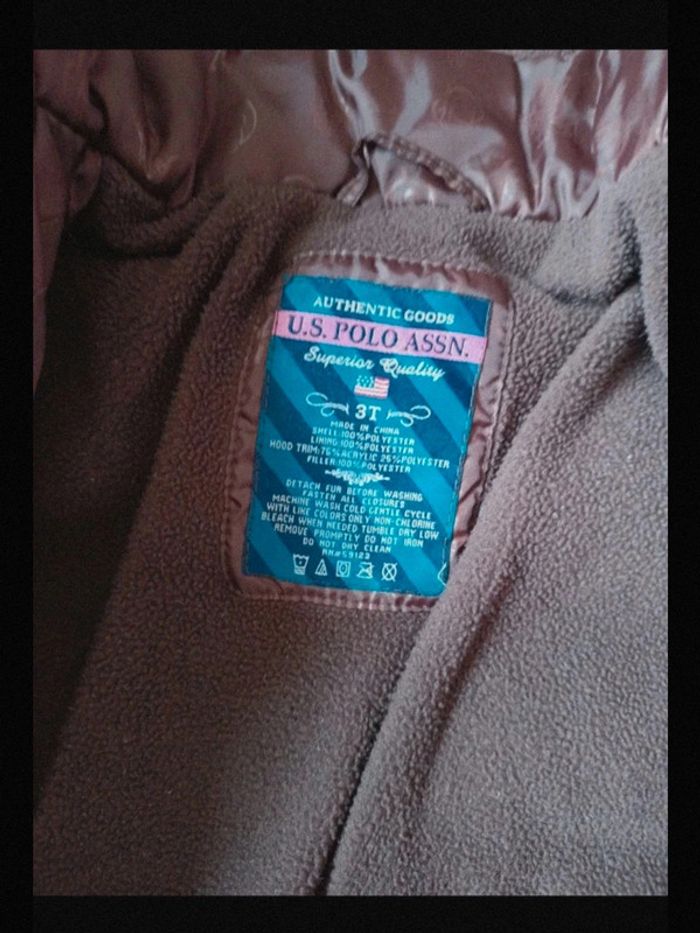 AUTHENTIC GOODS
U.S. POLO ASSN.
Superior Quality
3T
MADE IN CHINA
SHELL:100%POLYESTER
LINING:100%POLYESTER
HOOD TRIM:75%ACRYLIC 25%POLYESTER
FILLER:100%POLYESTER
DETACH FUR BEFORE WASHING
FASTEN ALL CLOSURES
MACHINE WASH COLD GENTLE CYCLE
WITH LIKE COLORS ONLY NON-CHLORINE
BLEACH WHEN NEEDED TUMBLE DRY LOW
REMOVE PROMPTLY DO NOT IRON
DO NOT DRY CLEAN
RN#59123